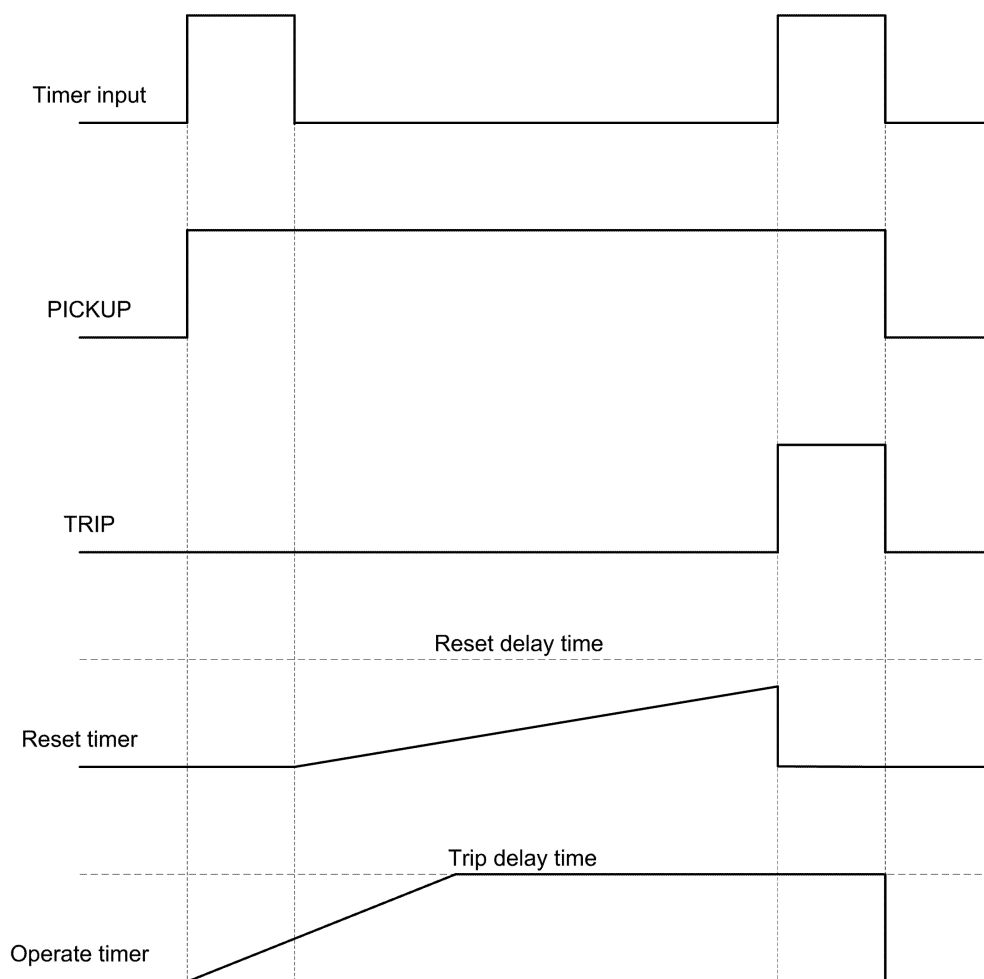 Timer input
PICKUP
TRIP
Reset delay time
Reset timer
Trip delay time
Operate timer